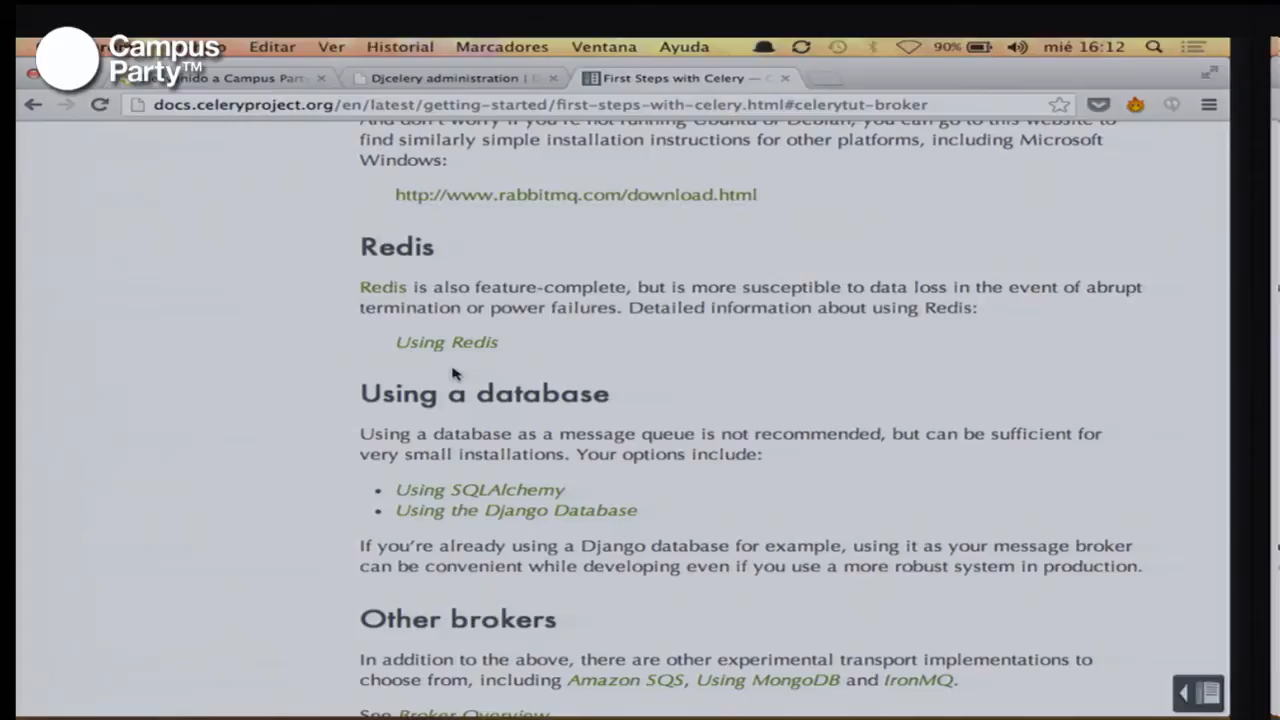 Campus
Party™
Editar Ver Historial Marcadores Ventana Ayuda 90% mié 16:12
nido a Campus Part Djcelery administration | First Steps with Celery —
docs.celeryproject.org/en/latest/getting-started/first-steps-with-celery.html#celerytut-broker
And don't worry if you're not running Ubuntu or Debian, you can go to this website to
find similarly simple installation instructions for other platforms, including Microsoft
Windows:
http://www.rabbitmq.com/download.html
Redis
Redis is also feature-complete, but is more susceptible to data loss in the event of abrupt
termination or power failures. Detailed information about using Redis:
Using Redis
Using a database
Using a database as a message queue is not recommended, but can be sufficient for
very small installations. Your options include:
• Using SQLAlchemy
• Using the Django Database
If you're already using a Django database for example, using it as your message broker
can be convenient while developing even if you use a more robust system in production.
Other brokers
In addition to the above, there are other experimental transport implementations to
choose from, including Amazon SQS, Using MongoDB and IronMQ.
See Broker Overview